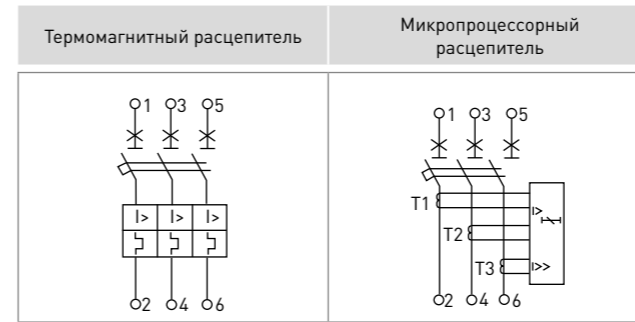 Термомагнитный расцепитель
Микропроцессорный
расцепитель
1 3 5
I> I> I>
2 4 6
1 3 5
T1
I>
T2
T3
I>>
2 4 6